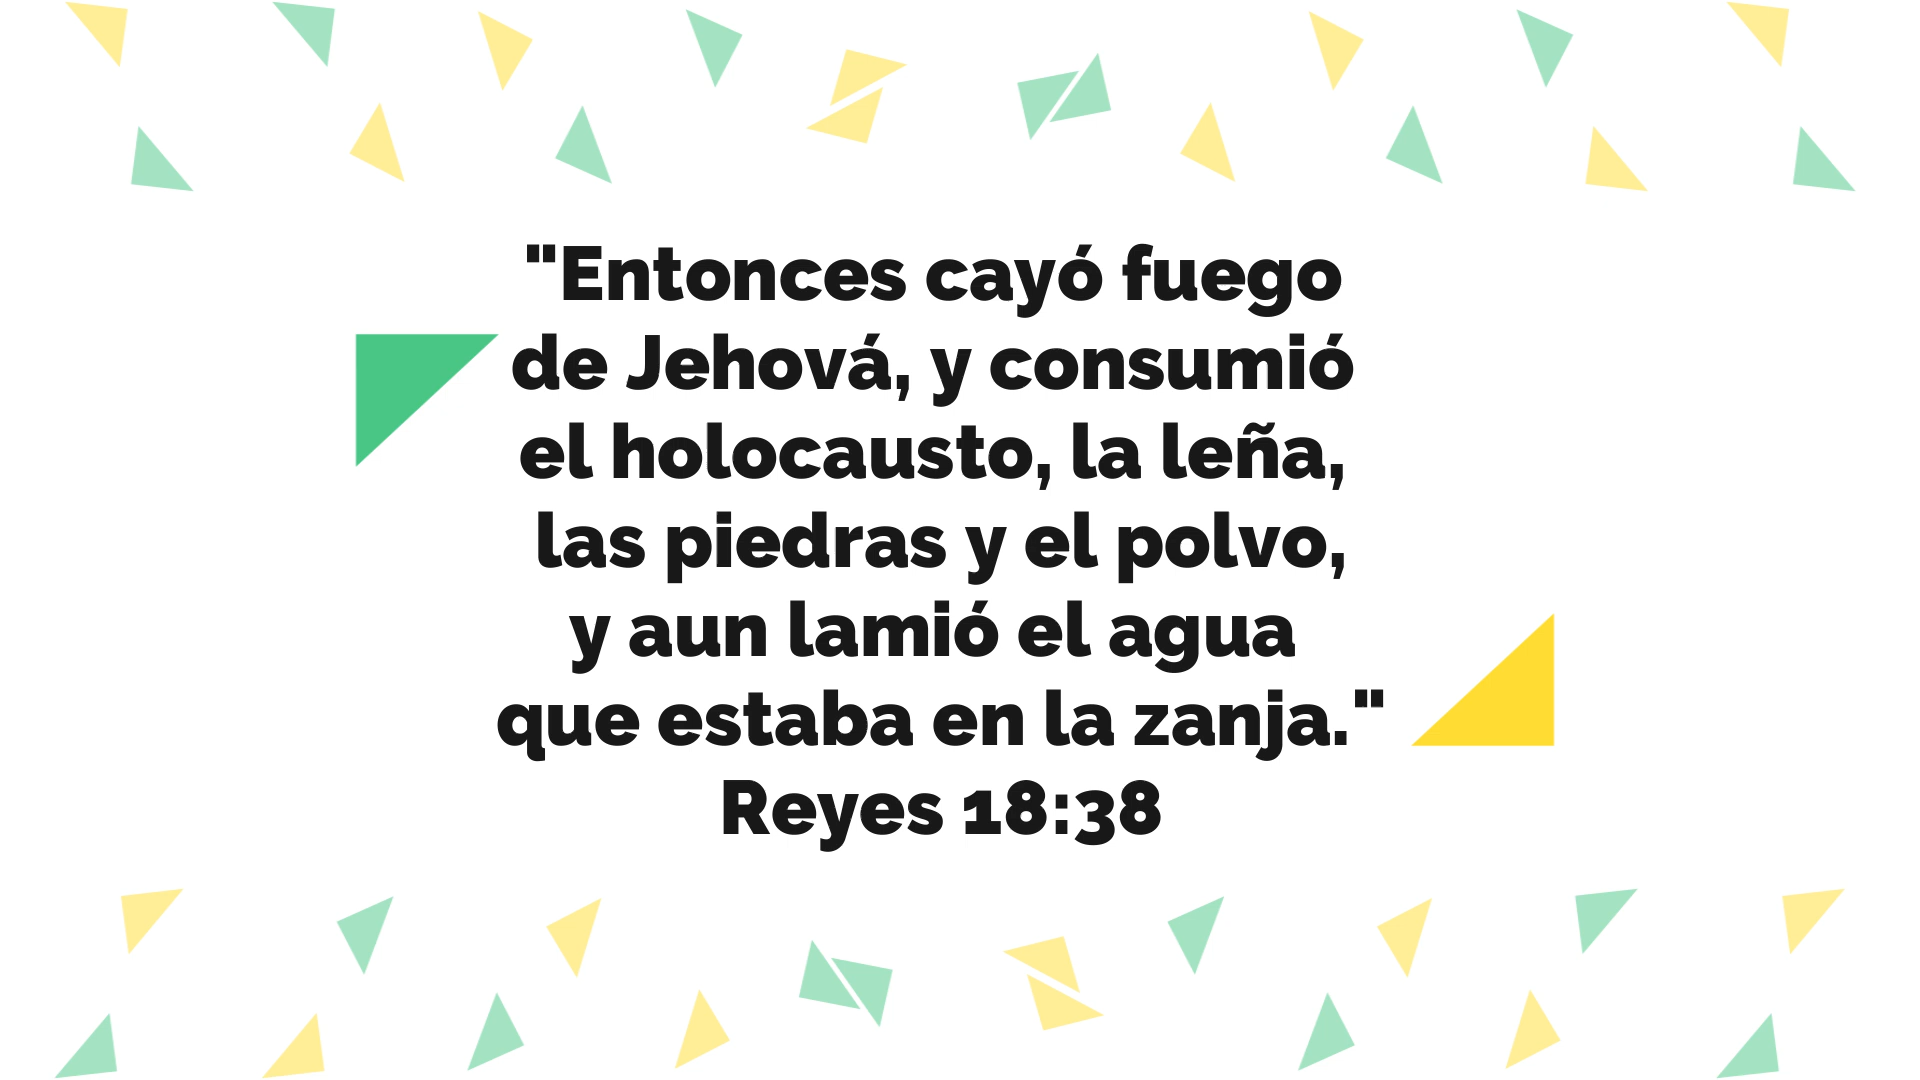 "Entonces cayó fuego
de Jehová, y consumió
el holocausto, la leña,
las piedras y el polvo,
y aun lamió el agua
que estaba en la zanja."
Reyes 18:38